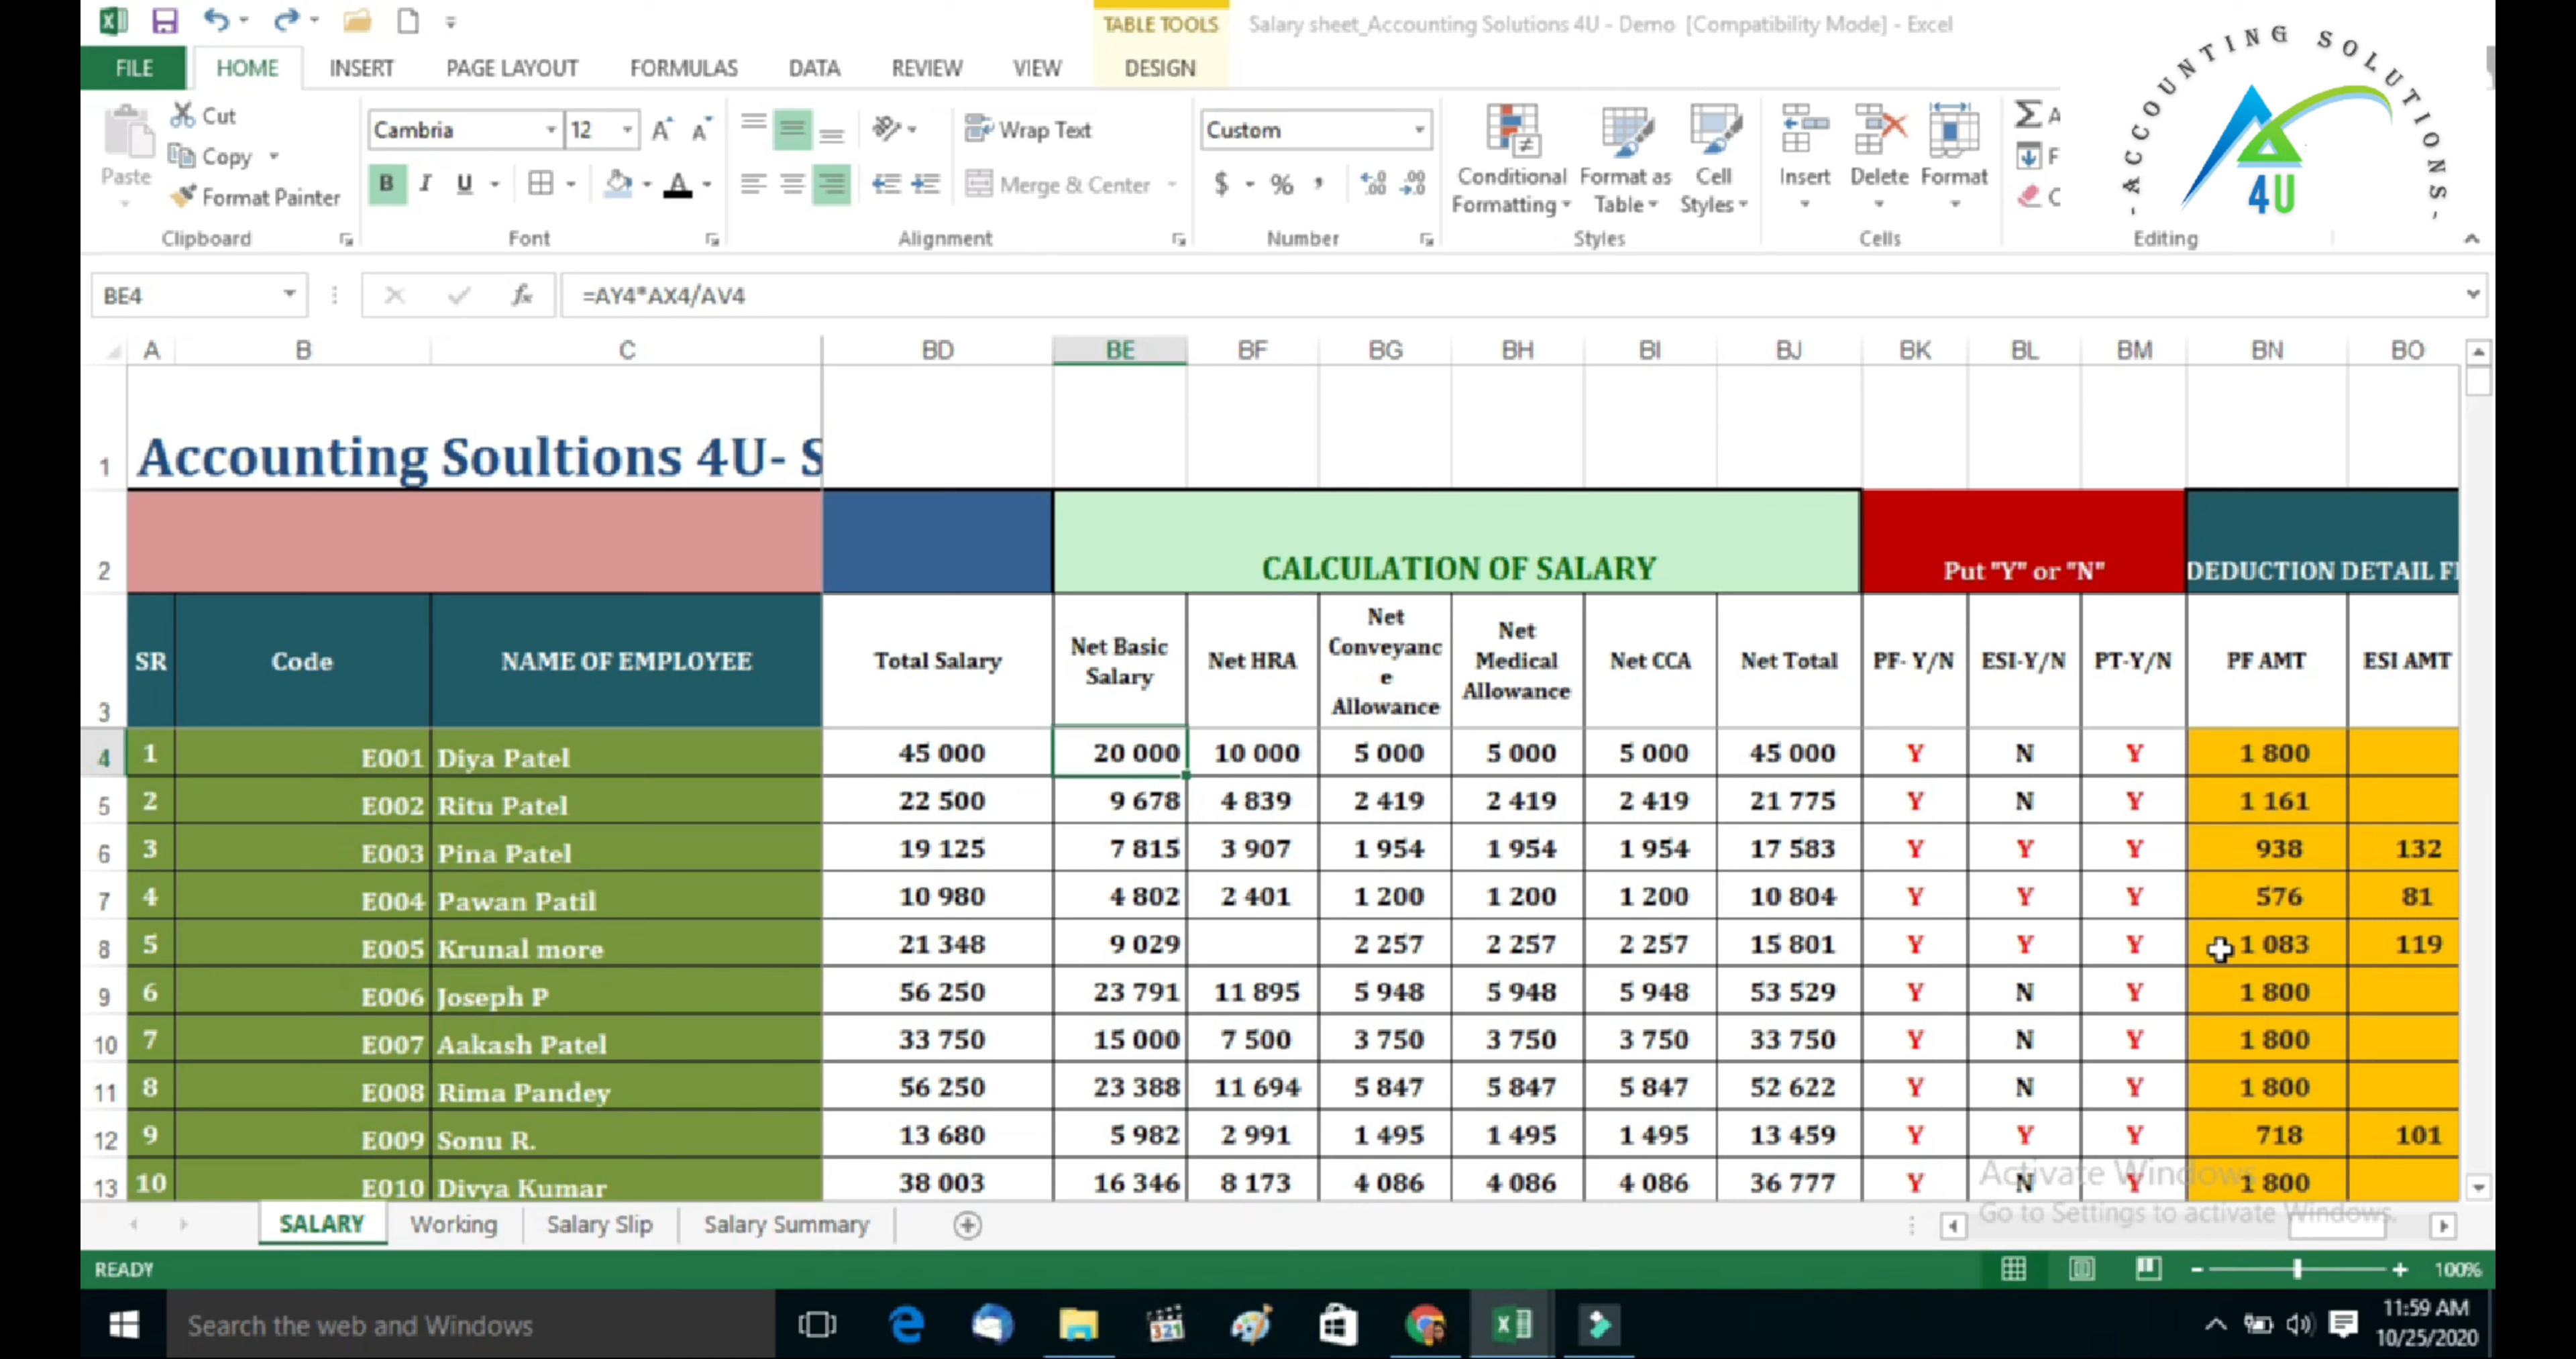 TABLE TOOLS
Salary sheet_Accounting Solutions 4U - Demo [Compatibility Mode] - Excel
FILE HOME INSERT PAGE LAYOUT FORMULAS DATA REVIEW VIEW DESIGN
- ACCOUNTING SOLUTIONS -
4U
Paste
Cut
Copy
Format Painter
Clipboard
Cambria 12
B I U
Font
Wrap Text
Merge & Center
Alignment
Custom
$ % ,
Number
Conditional Formatting
Format as Table
Cell Styles
Styles
Insert Delete Format
Cells
Editing
BE4 fx =AY4*AX4/AV4
A B C BD BE BF BG BH BI BJ BK BL BM BN BO
1 Accounting Soultions 4U- S
2 CALCULATION OF SALARY Put "Y" or "N" DEDUCTION DETAIL
3 SR Code NAME OF EMPLOYEE Total Salary Net Basic Salary Net HRA Net Conveyanc e Allowance Net Medical Allowance Net CCA Net Total PF- Y/N ESI-Y/N PT-Y/N PF AMT ESI AMT
4 1 E001 Diya Patel 45 000 20 000 10 000 5 000 5 000 5 000 45 000 Y N Y 1 800
5 2 E002 Ritu Patel 22 500 9 678 4 839 2 419 2 419 2 419 21 775 Y N Y 1 161
6 3 E003 Pina Patel 19 125 7 815 3 907 1 954 1 954 1 954 17 583 Y Y Y 938 132
7 4 E004 Pawan Patil 10 980 4 802 2 401 1 200 1 200 1 200 10 804 Y Y Y 576 81
8 5 E005 Krunal more 21 348 9 029 2 257 2 257 2 257 15 801 Y Y Y 1 083 119
9 6 E006 Joseph P 56 250 23 791 11 895 5 948 5 948 5 948 53 529 Y N Y 1 800
10 7 E007 Aakash Patel 33 750 15 000 7 500 3 750 3 750 3 750 33 750 Y N Y 1 800
11 8 E008 Rima Pandey 56 250 23 388 11 694 5 847 5 847 5 847 52 622 Y N Y 1 800
12 9 E009 Sonu R. 13 680 5 982 2 991 1 495 1 495 1 495 13 459 Y Y Y 718 101
13 10 E010 Divya Kumar 38 003 16 346 8 173 4 086 4 086 4 086 36 777 Y N Y 1 800
Activate Windows
Go to Settings to activate Windows.
SALARY Working Salary Slip Salary Summary
READY 100%
Search the web and Windows
321
11:59 AM
10/25/2020